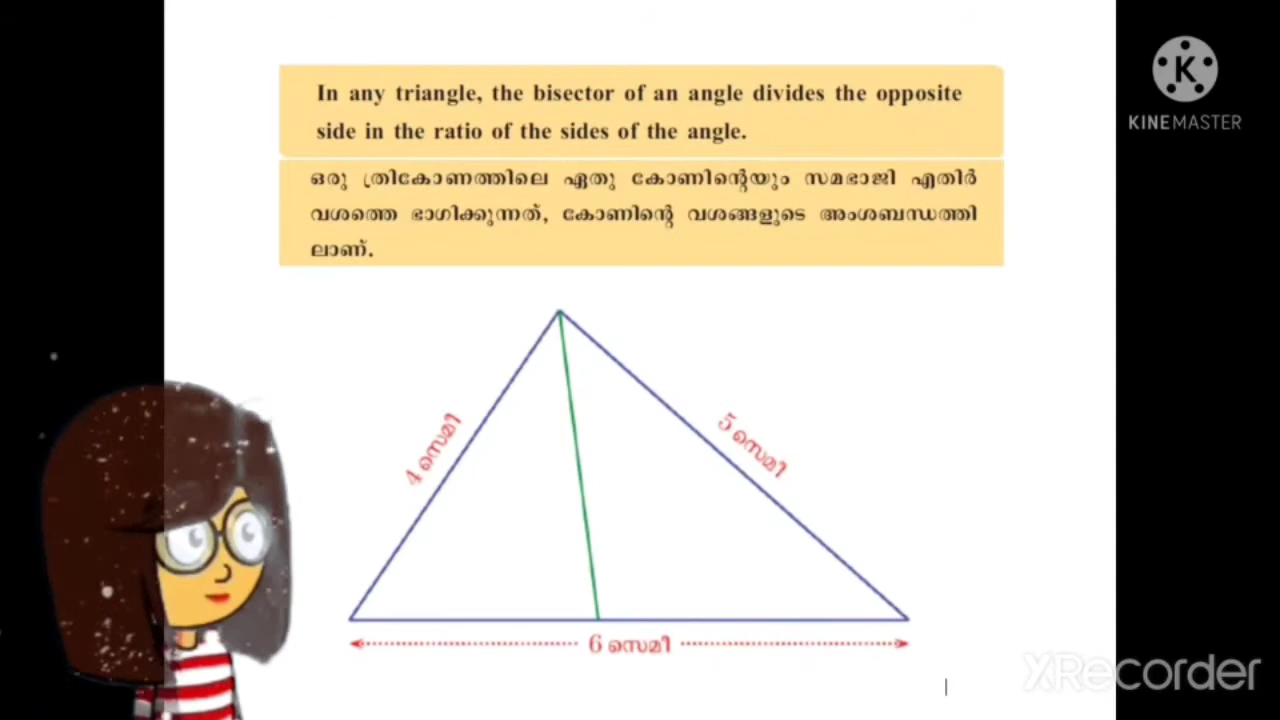 In any triangle, the bisector of an angle divides the opposite
side in the ratio of the sides of the angle.
ഒരു ത്രികോണത്തിലെ ഏതു കോണിന്റെയും സമഭാജി എതിർ
വശത്തെ ഭാഗിക്കുന്നത്, കോണിന്റെ വശങ്ങളുടെ അംശബന്ധത്തി
ലാണ്.
4 സെമീ
5 സെമീ
6 സെമീ
K
KINEMASTER
XRecorder